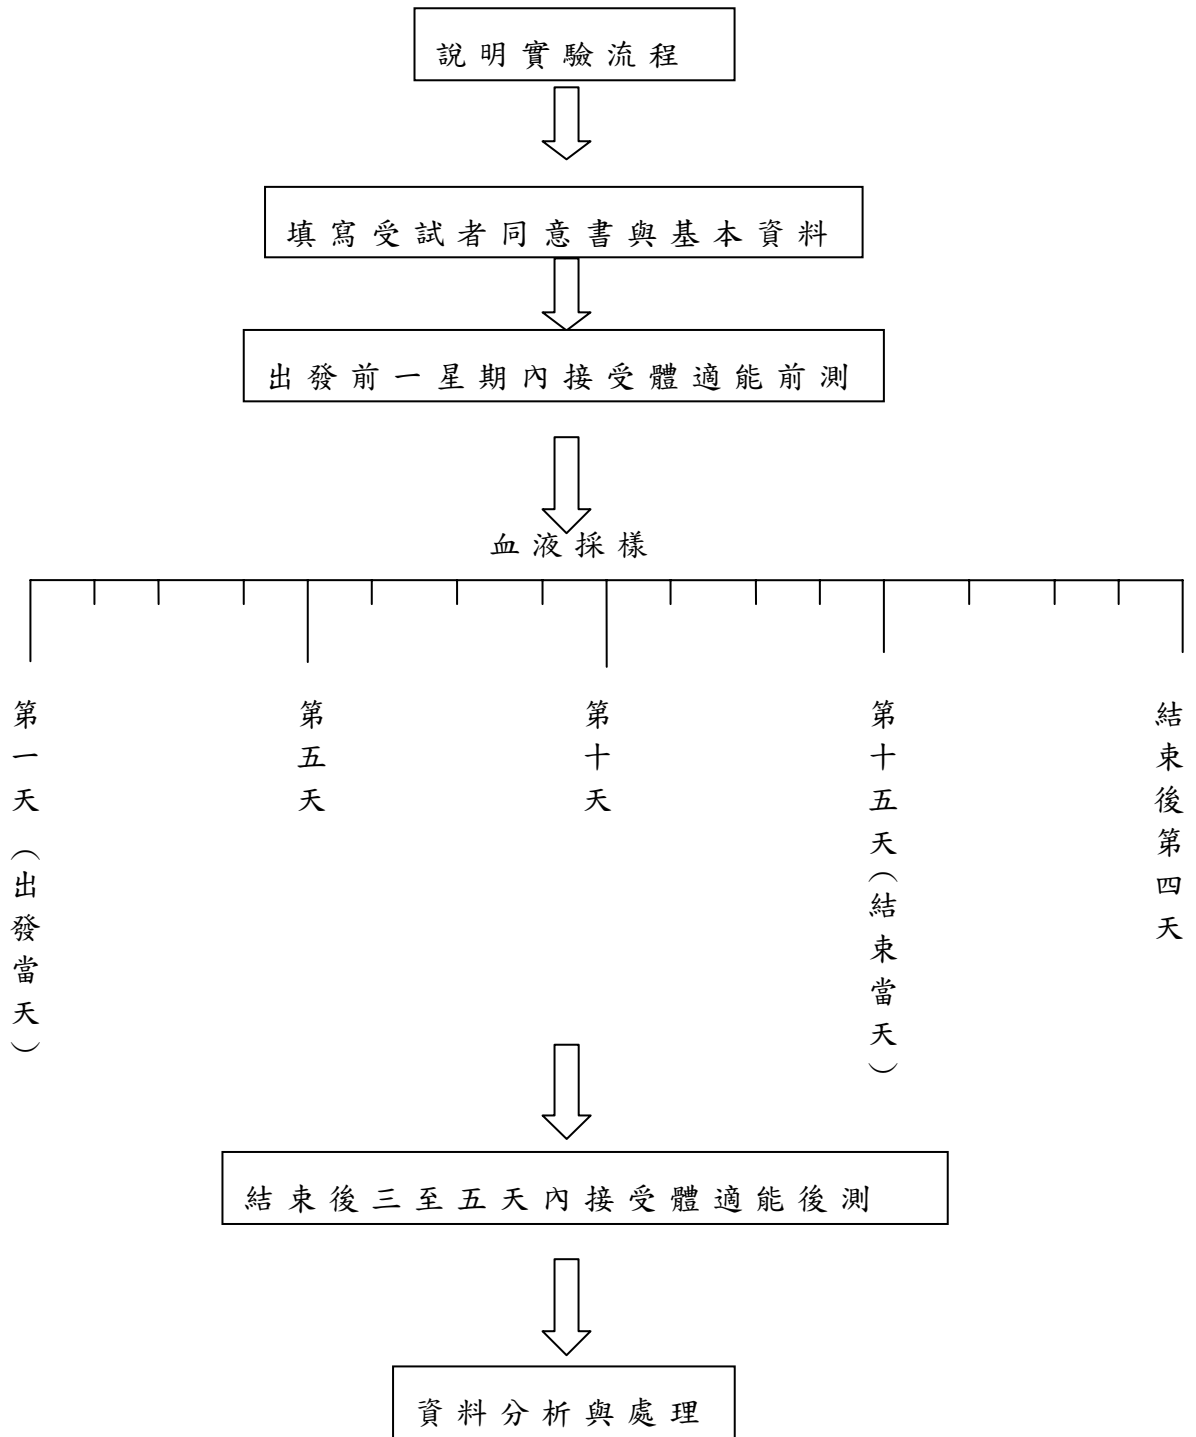 說明實驗流程
填寫受試者同意書與基本資料
出發前一星期內接受體適能前測
血液採樣
第一天（出發當天）
第五天
第十天
第十五天（結束當天）
結束後第四天
結束後三至五天內接受體適能後測
資料分析與處理